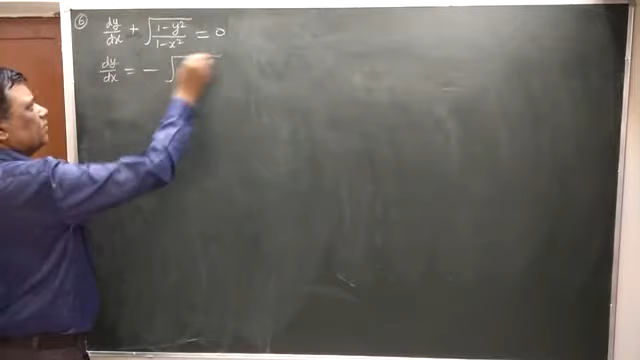 ⑥ dy/dx + √((1-y²)/(1-x²)) = 0
dy/dx = - √